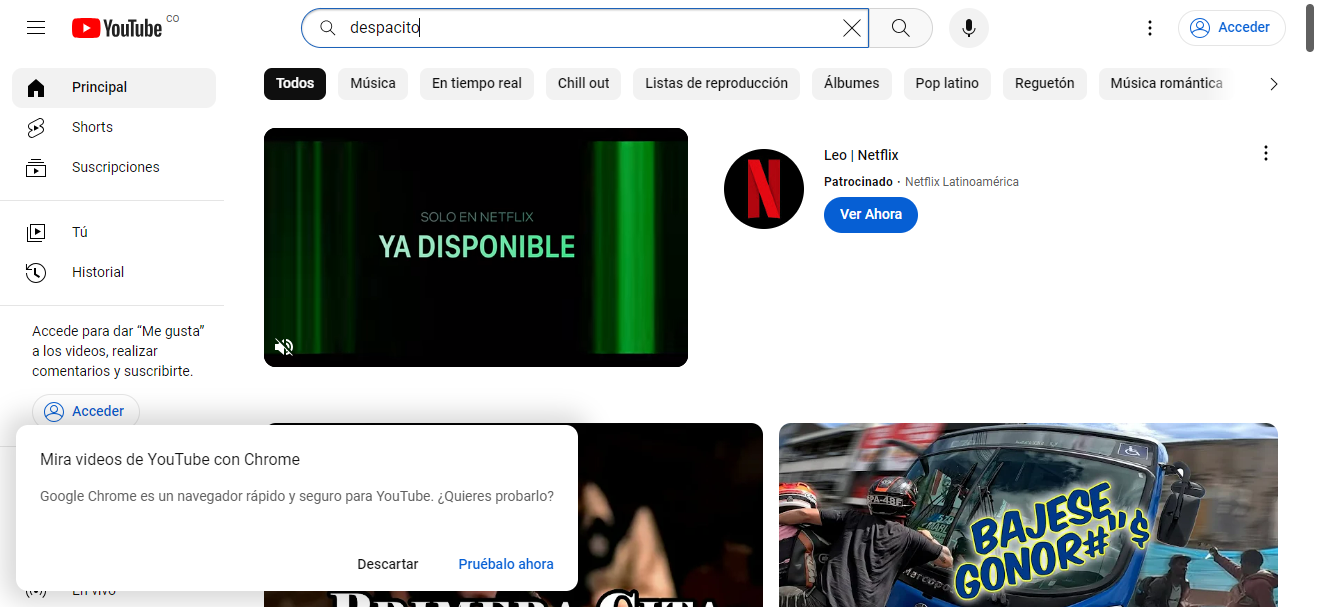 YouTube CO
despacito
Acceder
Principal
Shorts
Suscripciones
Tú
Historial
Accede para dar “Me gusta”
a los videos, realizar
comentarios y suscribirte.
Acceder
Todos
Música
En tiempo real
Chill out
Listas de reproducción
Álbumes
Pop latino
Reguetón
Música romántica
SOLO EN NETFLIX
YA DISPONIBLE
Leo | Netflix
Patrocinado · Netflix Latinoamérica
Ver Ahora
Mira videos de YouTube con Chrome
Google Chrome es un navegador rápido y seguro para YouTube. ¿Quieres probarlo?
Descartar
Pruébalo ahora
En vivo
PRIMERA CITA
BAJESE
GONOR#"$